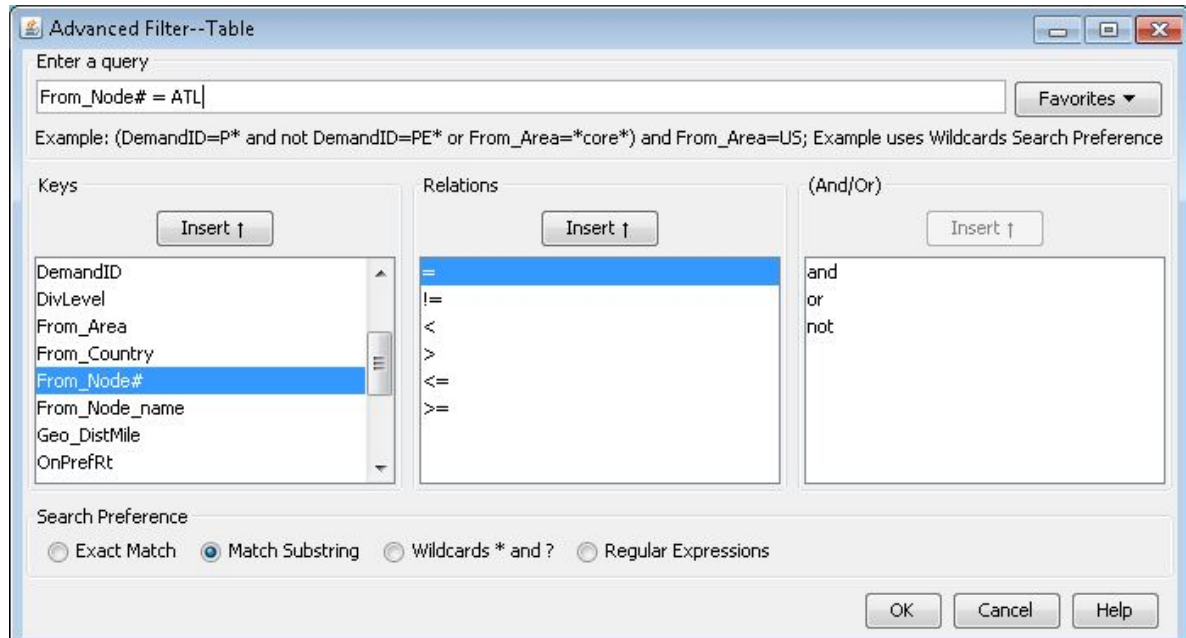 Advanced Filter--Table
Enter a query
From_Node# = ATL
Favorites ▼
Example: (DemandID=P* and not DemandID=PE* or From_Area=*core*) and From_Area=US; Example uses Wildcards Search Preference
Keys
Relations
(And/Or)
Insert ↑
Insert ↑
Insert ↑
DemandID
DivLevel
From_Area
From_Country
From_Node#
From_Node_name
Geo_DistMile
OnPrefRt
=
!=
<
>
<=
>=
and
or
not
Search Preference
Exact Match
Match Substring
Wildcards * and ?
Regular Expressions
OK
Cancel
Help